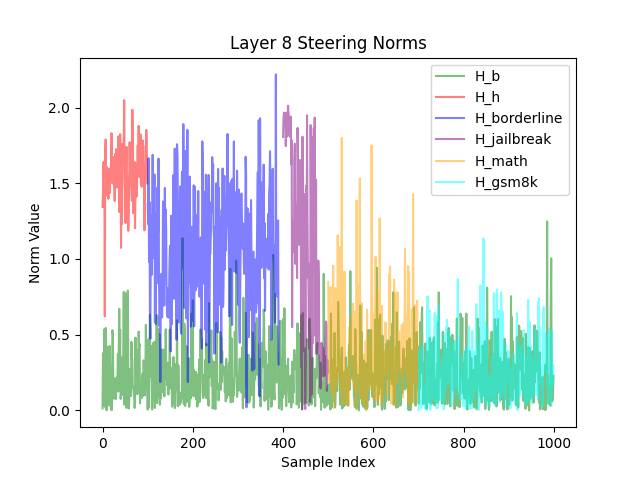 Layer 8 Steering Norms
H_b
H_h
H_borderline
H_jailbreak
H_math
H_gsm8k
Norm Value
2.0
1.5
1.0
0.5
0.0
0
200
400
600
800
1000
Sample Index